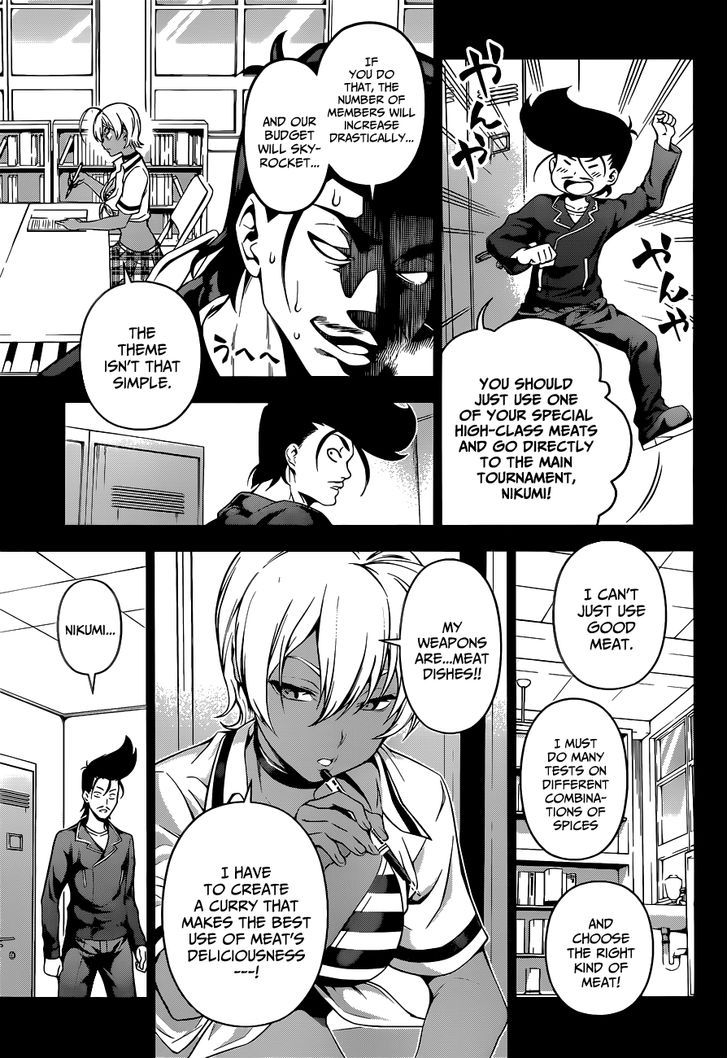 やんや
やんや
YOU SHOULD
JUST USE ONE
OF YOUR SPECIAL
HIGH-CLASS MEATS
AND GO DIRECTLY
TO THE MAIN
TOURNAMENT,
NIKUMI!
IF
YOU DO
THAT, THE
NUMBER OF
MEMBERS WILL
INCREASE
DRASTICALLY...
AND OUR
BUDGET
WILL SKY-
ROCKET...
うへへ
THE
THEME
ISN'T THAT
SIMPLE.
I CAN'T
JUST USE
GOOD
MEAT.
I MUST
DO MANY
TESTS ON
DIFFERENT
COMBINA-
TIONS OF
SPICES
AND
CHOOSE
THE RIGHT
KIND OF
MEAT!
MY
WEAPONS
ARE...MEAT
DISHES!!
I HAVE
TO CREATE
A CURRY THAT
MAKES THE BEST
USE OF MEAT'S
DELICIOUSNESS
---!
NIKUMI...